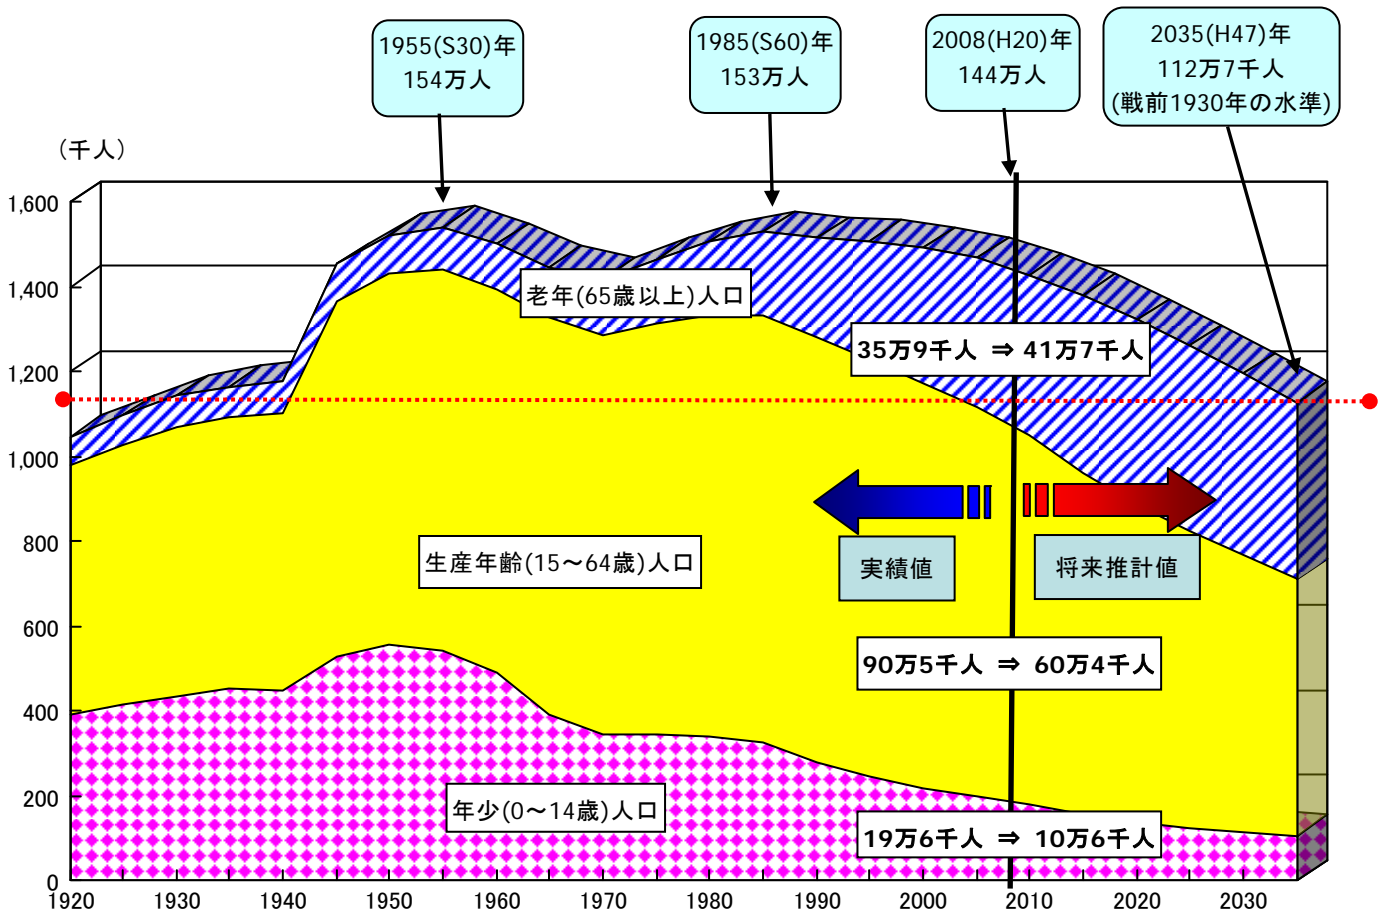 1955(S30)年
154万人
1985(S60)年
153万人
2008(H20)年
144万人
2035(H47)年
112万7千人
(戦前1930年の水準)
(千人)
1,600
1,400
1,200
1,000
800
600
400
200
0
老年(65歳以上)人口
35万9千人 ⇒ 41万7千人
生産年齢(15～64歳)人口
実績値
将来推計値
90万5千人 ⇒ 60万4千人
年少(0～14歳)人口
19万6千人 ⇒ 10万6千人
1920 1930 1940 1950 1960 1970 1980 1990 2000 2010 2020 2030